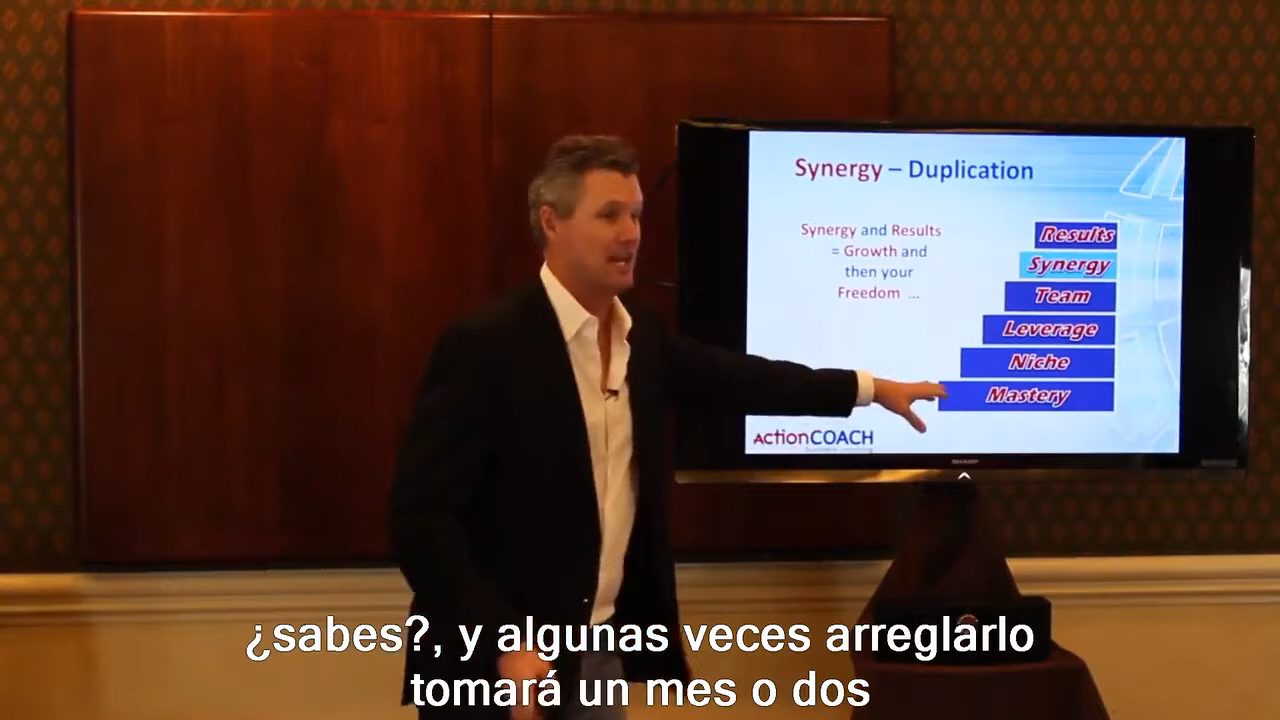 Synergy – Duplication
Synergy and Results
= Growth and
then your
Freedom ...
Results
Synergy
Team
Leverage
Niche
Mastery
ActionCOACH
SHARP
¿sabes?, y algunas veces arreglarlo
tomará un mes o dos